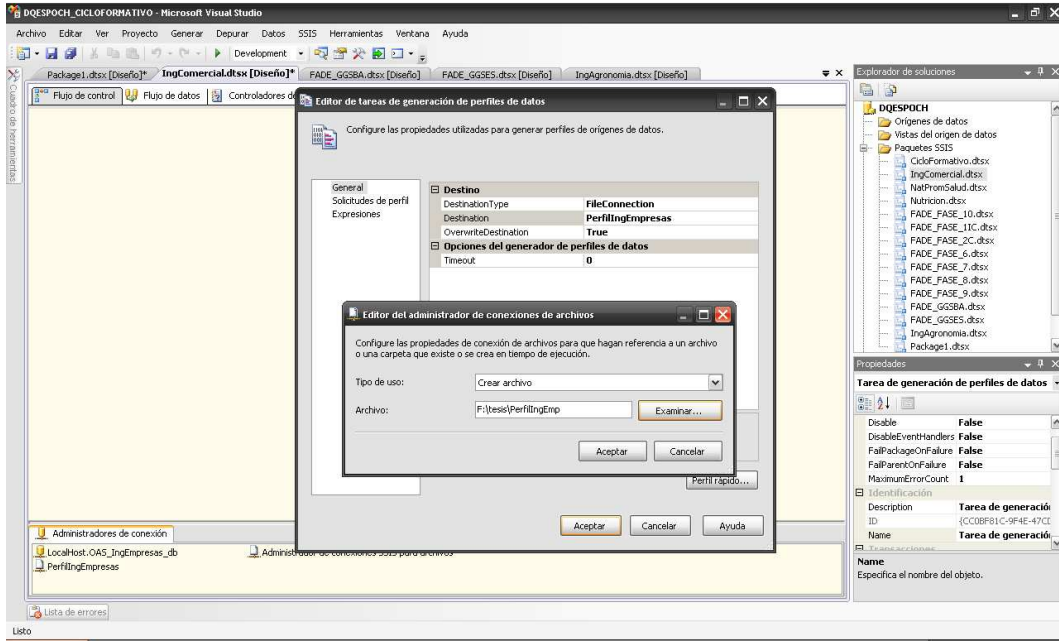 DQESPOCH_CICLOFORMATIVO - Microsoft Visual Studio
Archivo Editar Ver Proyecto Generar Depurar Datos SSIS Herramientas Ventana Ayuda
Development
Package1.dtsx [Diseño]* IngComercial.dtsx [Diseño]* FADE_GGSBA.dtsx [Diseño] FADE_GGSES.dtsx [Diseño] IngAgronomia.dtsx [Diseño]
Cuadro de herramientas
Flujo de control Flujo de datos Controladores d
Editor de tareas de generación de perfiles de datos
Configure las propiedades utilizadas para generar perfiles de orígenes de datos.
General
Solicitudes de perfil
Expresiones
Destino
DestinationType FileConnection
Destination PerfilIngEmpresas
OverwriteDestination True
Opciones del generador de perfiles de datos
Timeout 0
Editor del administrador de conexiones de archivos
Configure las propiedades de conexión de archivos para que hagan referencia a un archivo
o una carpeta que existe o se crea en tiempo de ejecución.
Tipo de uso: Crear archivo
Archivo: F:\tesis\PerfilIngEmp Examinar...
Aceptar Cancelar
Perfil rápido...
Aceptar Cancelar Ayuda
Administradores de conexión
LocalHost.OAS_IngEmpresas_db Administrador de conexiones SSIS para archivos
PerfilIngEmpresas
Lista de errores
Listo
Explorador de soluciones
DQESPOCH
Orígenes de datos
Vistas del origen de datos
Paquetes SSIS
CicloFormativo.dtsx
IngComercial.dtsx
NatPromSalud.dtsx
Nutricion.dtsx
FADE_FASE_10.dtsx
FADE_FASE_1IC.dtsx
FADE_FASE_2C.dtsx
FADE_FASE_6.dtsx
FADE_FASE_7.dtsx
FADE_FASE_8.dtsx
FADE_FASE_9.dtsx
FADE_GGSBA.dtsx
FADE_GGSES.dtsx
IngAgronomia.dtsx
Package1.dtsx
Propiedades
Tarea de generación de perfiles de datos
Disable False
DisableEventHandlers False
FailPackageOnFailure False
FailParentOnFailure False
MaximumErrorCount 1
Identificación
Description Tarea de generació
ID {CC0BF81C-9F4E-47CD
Name Tarea de generació
Transacciones
Name
Especifica el nombre del objeto.